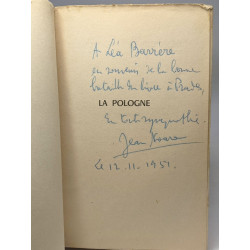 A Léa Barrière
en souvenir de la bonne
bataille du livre à
LA POLOGNE
En toute sympathie
Jean
Le 12.11.1951.